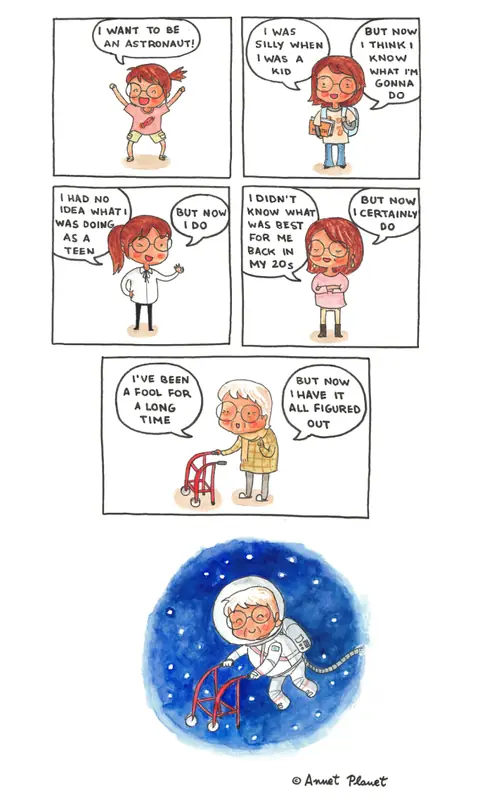 I WANT TO BE
AN ASTRONAUT!
I WAS
SILLY WHEN
I WAS A
KID
BUT NOW
I THINK I
KNOW
WHAT I'M
GONNA
DO
I HAD NO
IDEA WHAT I
WAS DOING
AS A
TEEN
BUT NOW
I DO
I DIDN'T
KNOW WHAT
WAS BEST
FOR ME
BACK IN
MY 20s
BUT NOW
I CERTAINLY
DO
I'VE BEEN
A FOOL FOR
A LONG
TIME
BUT NOW
I HAVE IT
ALL FIGURED
OUT
© Annet Planet